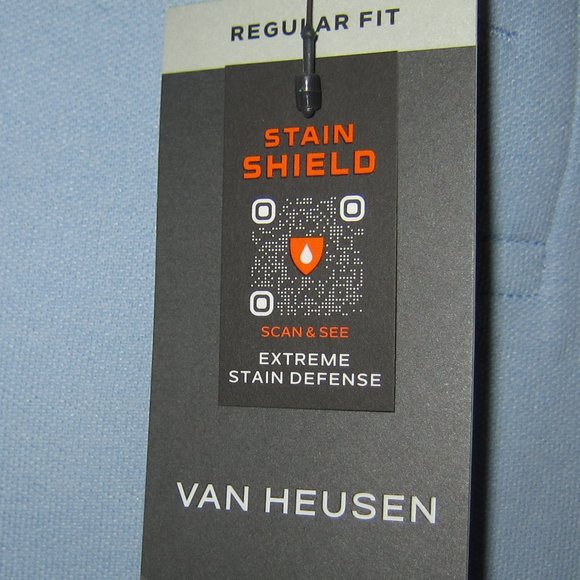 REGULAR FIT
STAIN
SHIELD
SCAN & SEE
EXTREME
STAIN DEFENSE
VAN HEUSEN